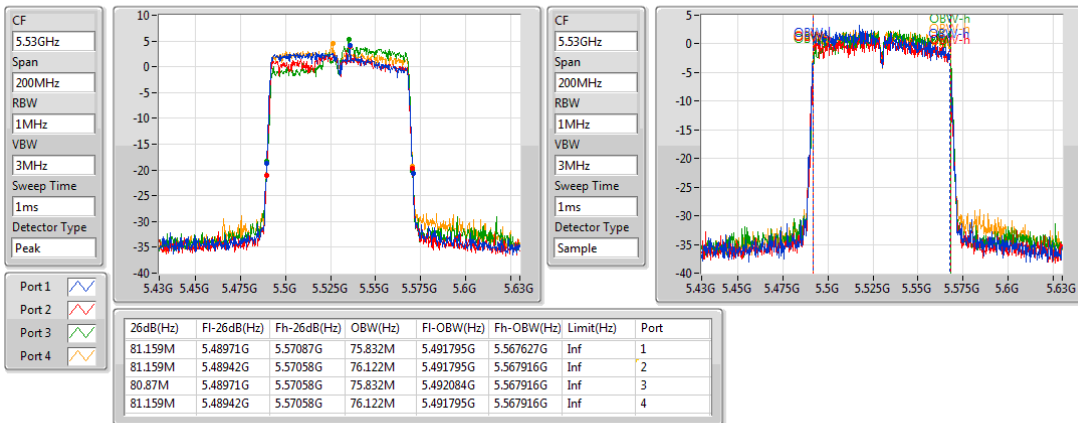 CF
5.53GHz
Span
200MHz
RBW
1MHz
VBW
3MHz
Sweep Time
1ms
Detector Type
Peak
Port 1
Port 2
Port 3
Port 4
10
5
0
-5
-10
-15
-20
-25
-30
-35
-40
5.43G 5.45G 5.475G 5.5G 5.525G 5.55G 5.575G 5.6G 5.63G
CF
5.53GHz
Span
200MHz
RBW
1MHz
VBW
3MHz
Sweep Time
1ms
Detector Type
Sample
5
0
-5
-10
-15
-20
-25
-30
-35
-40
OBW-h
5.43G 5.45G 5.475G 5.5G 5.525G 5.55G 5.575G 5.6G 5.63G
26dB(Hz) Fl-26dB(Hz) Fh-26dB(Hz) OBW(Hz) Fl-OBW(Hz) Fh-OBW(Hz) Limit(Hz) Port
81.159M 5.48971G 5.57087G 75.832M 5.491795G 5.567627G Inf 1
81.159M 5.48942G 5.57058G 76.122M 5.491795G 5.567916G Inf 2
80.87M 5.48971G 5.57058G 75.832M 5.492084G 5.567916G Inf 3
81.159M 5.48942G 5.57058G 76.122M 5.491795G 5.567916G Inf 4